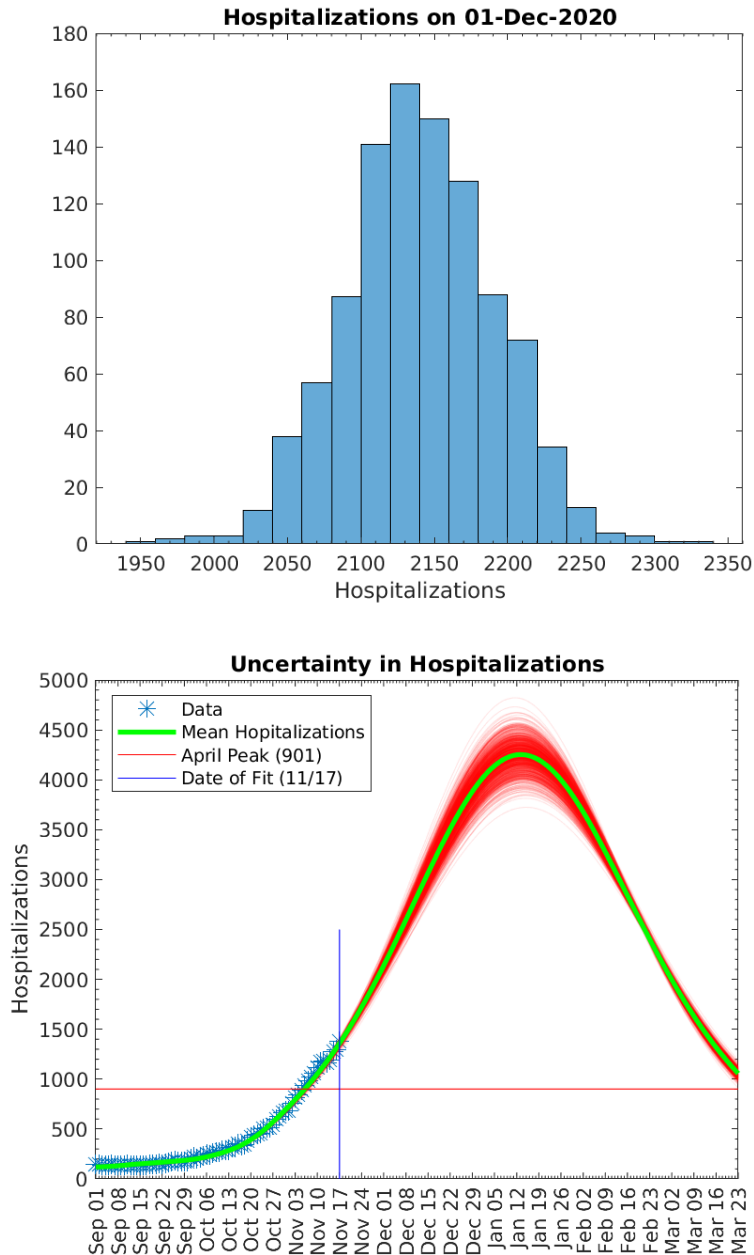 Hospitalizations on 01-Dec-2020
180
160
140
120
100
80
60
40
20
0
1950 2000 2050 2100 2150 2200 2250 2300 2350
Hospitalizations
Uncertainty in Hospitalizations
5000
4500
4000
3500
3000
2500
2000
1500
1000
500
0
Hospitalizations
Data
Mean Hopitalizations
April Peak (901)
Date of Fit (11/17)
Sep 01
Sep 08
Sep 15
Sep 22
Sep 29
Oct 06
Oct 13
Oct 20
Oct 27
Nov 03
Nov 10
Nov 17
Nov 24
Dec 01
Dec 08
Dec 15
Dec 22
Dec 29
Jan 05
Jan 12
Jan 19
Jan 26
Feb 02
Feb 09
Feb 16
Feb 23
Mar 02
Mar 09
Mar 16
Mar 23